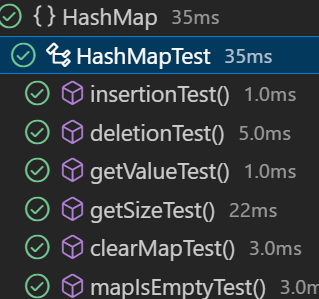 {} HashMap 35ms
HashMapTest 35ms
insertionTest() 1.0ms
deletionTest() 5.0ms
getValueTest() 1.0ms
getSizeTest() 22ms
clearMapTest() 3.0ms
mapIsEmptyTest() 3.0m